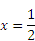 x = 1/2